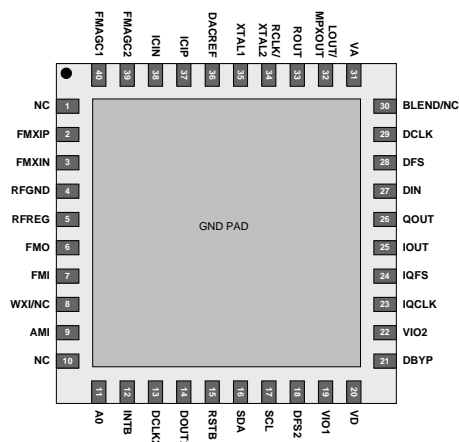 FMAGC1
FMAGC2
ICIN
ICIP
DACREF
XTAL1
RCLK/
XTAL2
ROUT
LOUT/
MPXOUT
VA
40
39
38
37
36
35
34
33
32
31
NC
1
FMXIP
2
FMXIN
3
RFGND
4
RFREG
5
FMO
6
FMI
7
WXI/NC
8
AMI
9
NC
10
GND PAD
30
BLEND/NC
29
DCLK
28
DFS
27
DIN
26
QOUT
25
IOUT
24
IQFS
23
IQCLK
22
VIO2
21
DBYP
11
12
13
14
15
16
17
18
19
20
A0
INTB
RSTB
SDA
SCL
DFS2
VIO1
VD